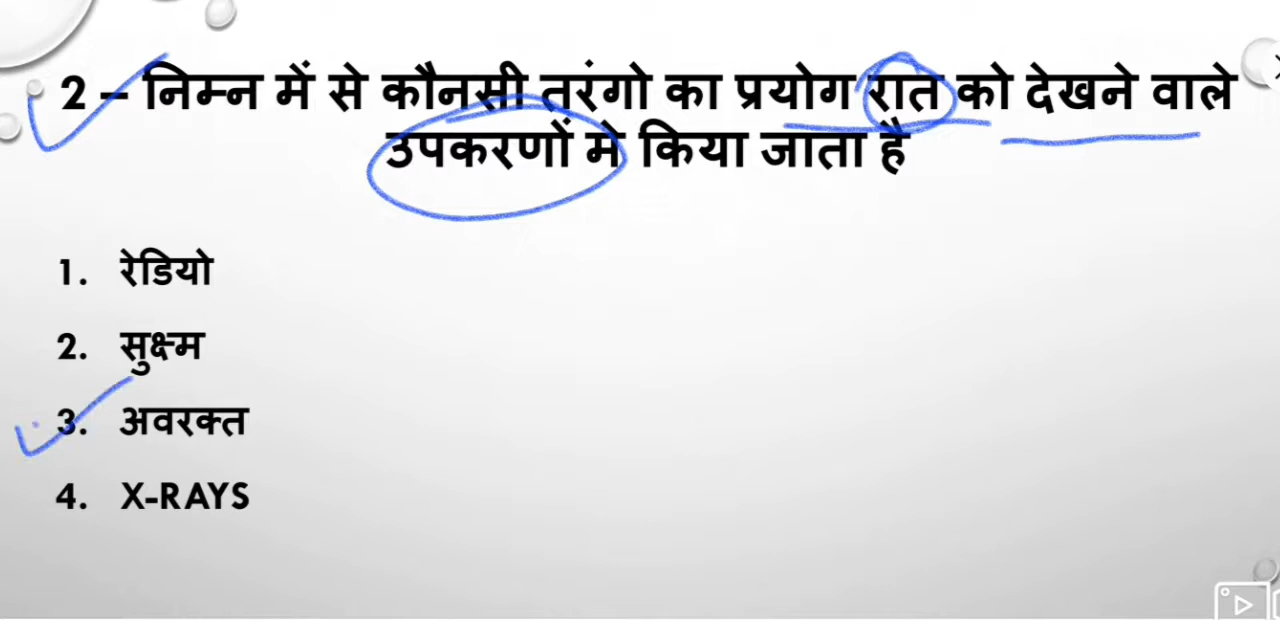 2 – निम्न में से कौनसी तरंगो का प्रयोग रात को देखने वाले
उपकरणों मे किया जाता है
1. रेडियो
2. सुक्ष्म
3. अवरक्त
4. X-RAYS